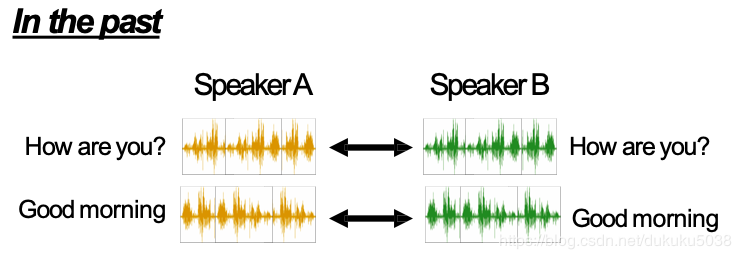 In the past
Speaker A Speaker B
How are you? How are you?
Good morning Good morning
https://blog.csdn.net/dukuku5038